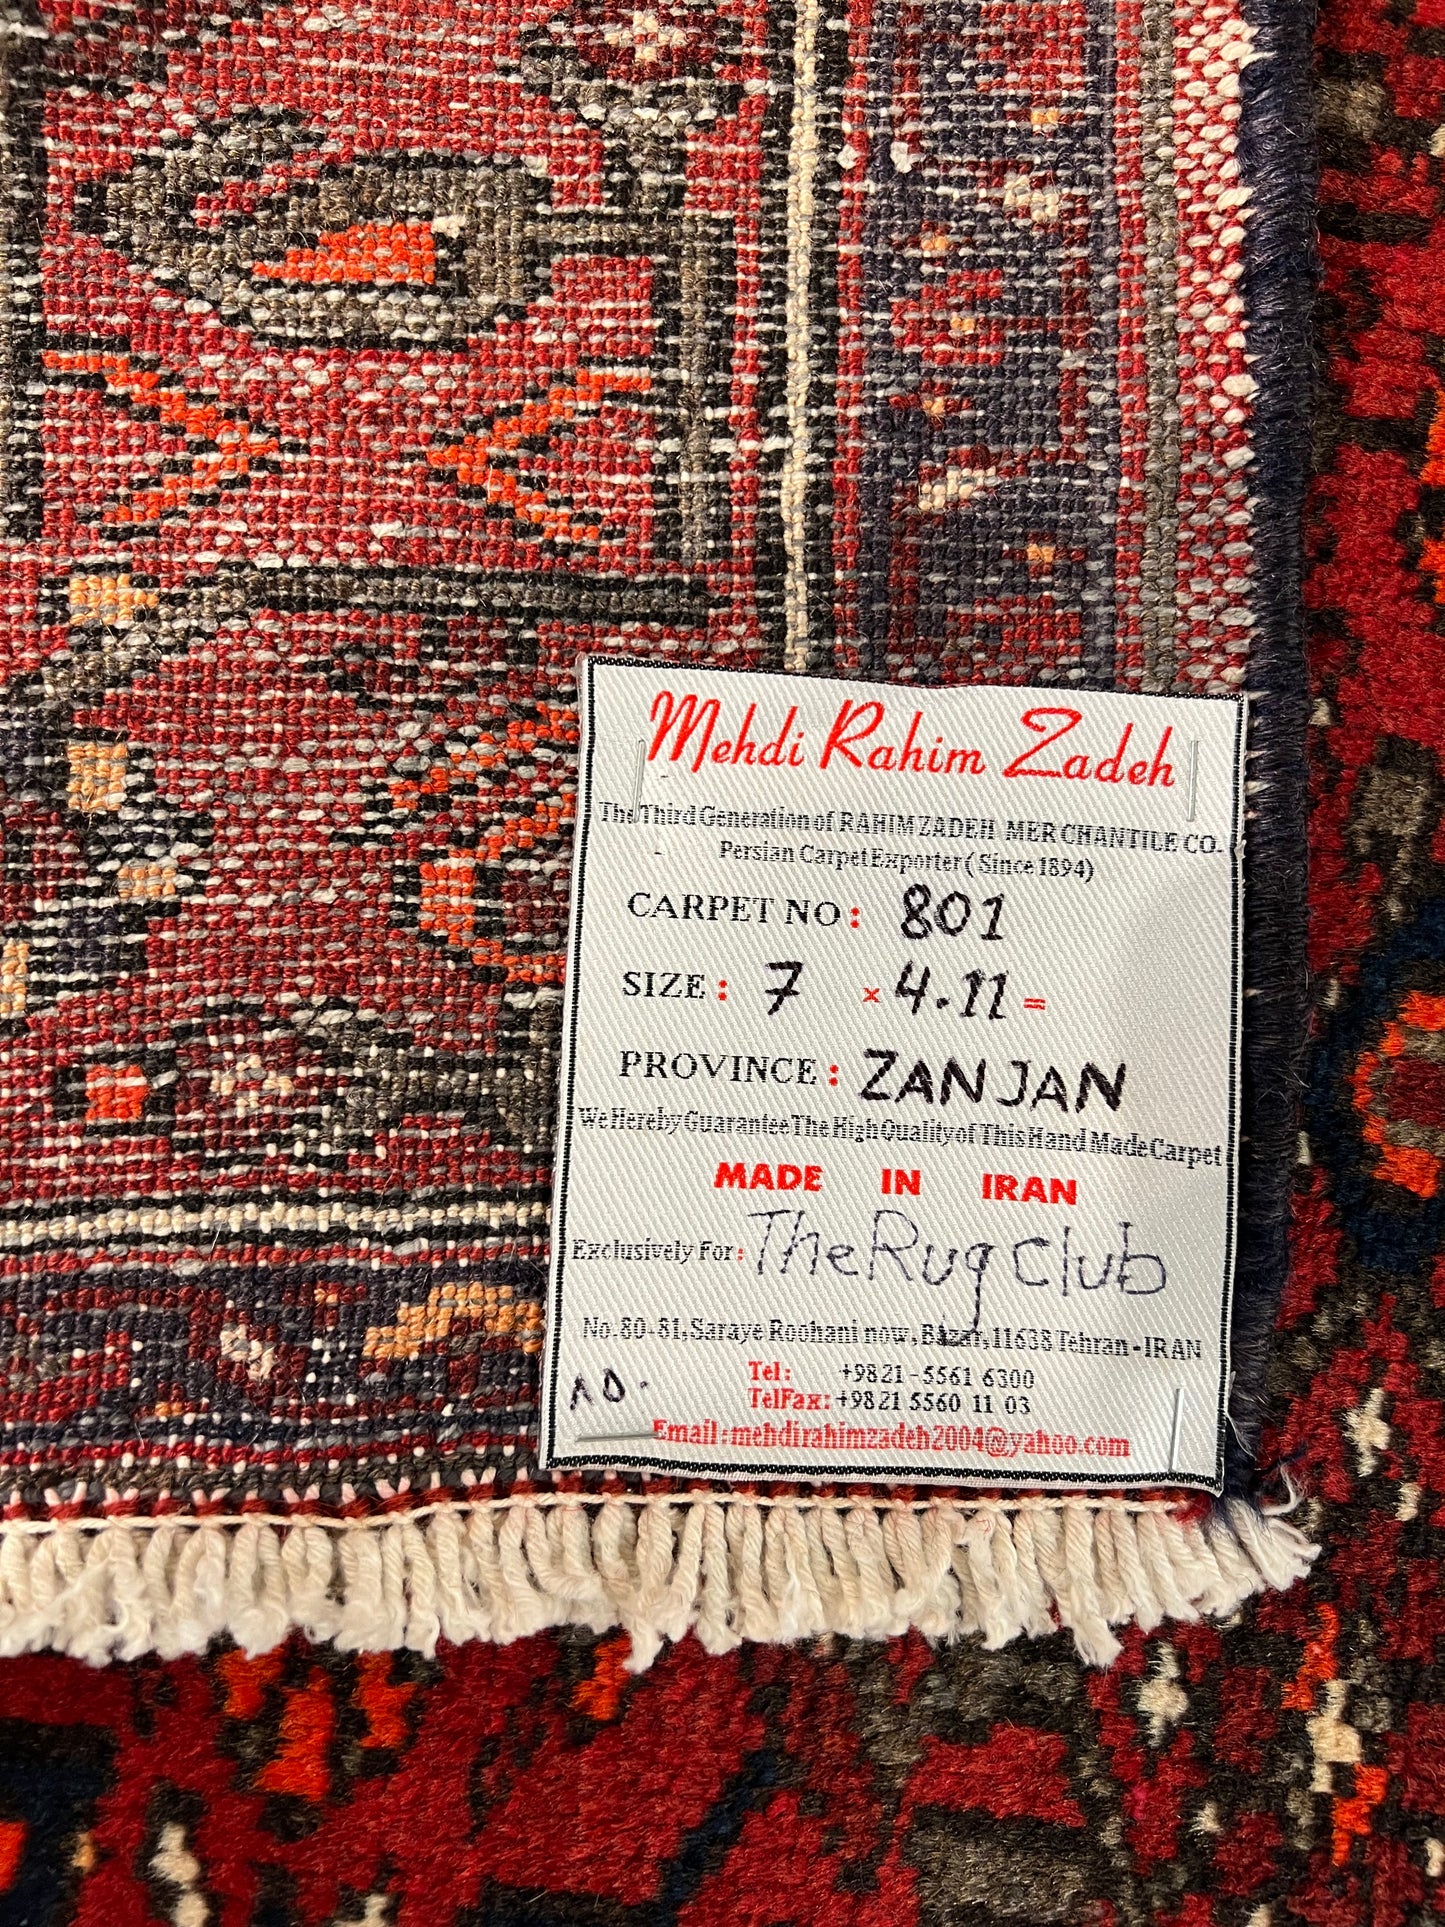 Mehdi Rahim Zadeh
The Third Generation of RAHIM ZADEH MERCHANTILE CO.
Persian Carpet Exporter ( Since 1894)
CARPET NO : 801
SIZE : 7 × 4.11 =
PROVINCE : ZANJAN
We Hereby Guarantee The High Quality of This Hand Made Carpet
MADE IN IRAN
Exclusively For : The Rug Club
No. 80-81, Saraye Roohani now, Bazar, 11638 Tehran - IRAN
Tel : +9821 - 5561 6300
TelFax : +9821 5560 11 03
۸۵.
Email : mehdirahimzadeh2004@yahoo.com